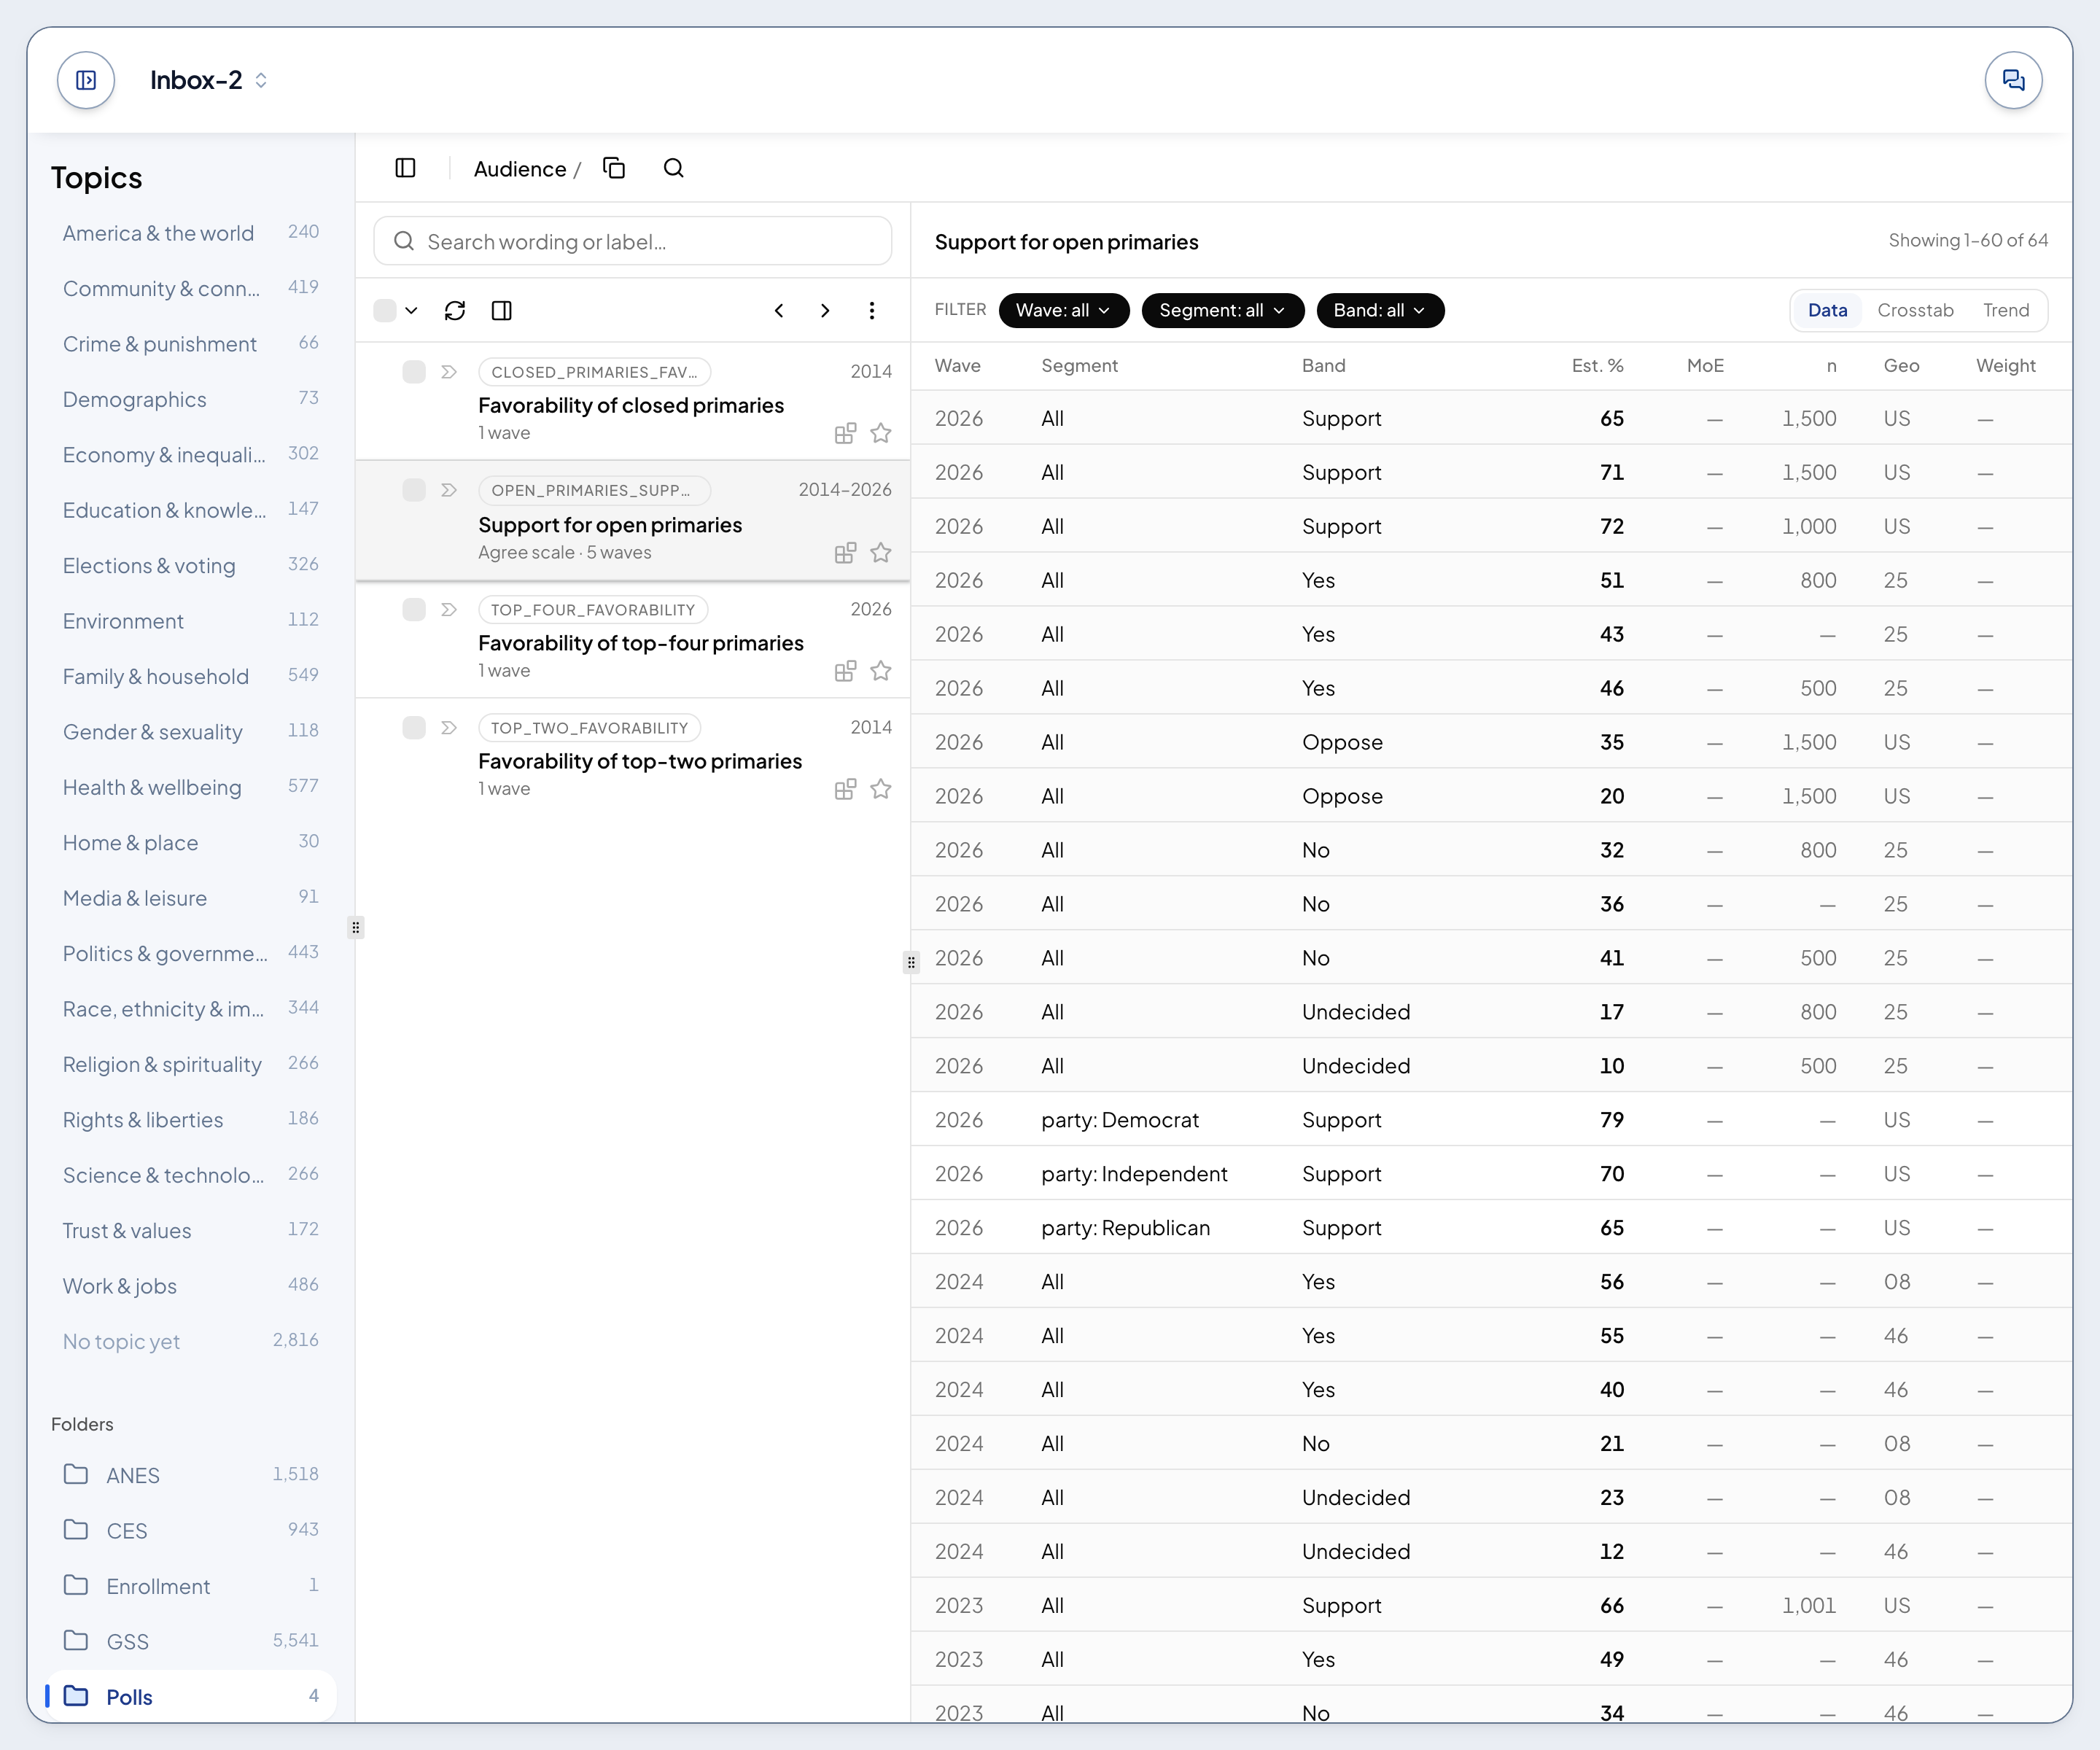 Inbox-2
Topics
America & the world 240
Community & conn... 419
Crime & punishment 66
Demographics 73
Economy & inequali... 302
Education & knowle... 147
Elections & voting 326
Environment 112
Family & household 549
Gender & sexuality 118
Health & wellbeing 577
Home & place 30
Media & leisure 91
Politics & governme... 443
Race, ethnicity & im... 344
Religion & spirituality 266
Rights & liberties 186
Science & technolo... 266
Trust & values 172
Work & jobs 486
No topic yet 2,816
Folders
ANES 1,518
CES 943
Enrollment 1
GSS 5,541
Polls 4
Audience /
Search wording or label...
CLOSED_PRIMARIES_FAV... 2014
Favorability of closed primaries
1 wave
OPEN_PRIMARIES_SUPP... 2014–2026
Support for open primaries
Agree scale · 5 waves
TOP_FOUR_FAVORABILITY 2026
Favorability of top-four primaries
1 wave
TOP_TWO_FAVORABILITY 2014
Favorability of top-two primaries
1 wave
Support for open primaries Showing 1–60 of 64
FILTER Wave: all Segment: all Band: all Data Crosstab Trend
Wave Segment Band Est. % MoE n Geo Weight
2026 All Support 65 — 1,500 US —
2026 All Support 71 — 1,500 US —
2026 All Support 72 — 1,000 US —
2026 All Yes 51 — 800 25 —
2026 All Yes 43 — — 25 —
2026 All Yes 46 — 500 25 —
2026 All Oppose 35 — 1,500 US —
2026 All Oppose 20 — 1,500 US —
2026 All No 32 — 800 25 —
2026 All No 36 — — 25 —
2026 All No 41 — 500 25 —
2026 All Undecided 17 — 800 25 —
2026 All Undecided 10 — 500 25 —
2026 party: Democrat Support 79 — — US —
2026 party: Independent Support 70 — — US —
2026 party: Republican Support 65 — — US —
2024 All Yes 56 — — 08 —
2024 All Yes 55 — — 46 —
2024 All Yes 40 — — 46 —
2024 All No 21 — — 08 —
2024 All Undecided 23 — — 08 —
2024 All Undecided 12 — — 46 —
2023 All Support 66 — 1,001 US —
2023 All Yes 49 — — 46 —
2023 All No 34 — — 46 —